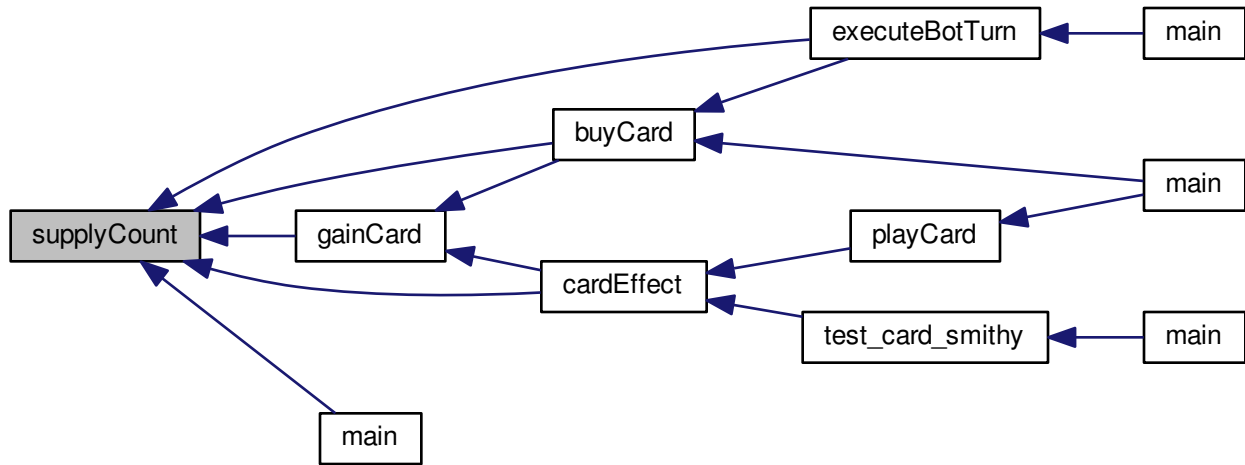 executeBotTurn
main
buyCard
main
supplyCount
gainCard
playCard
cardEffect
test_card_smithy
main
main